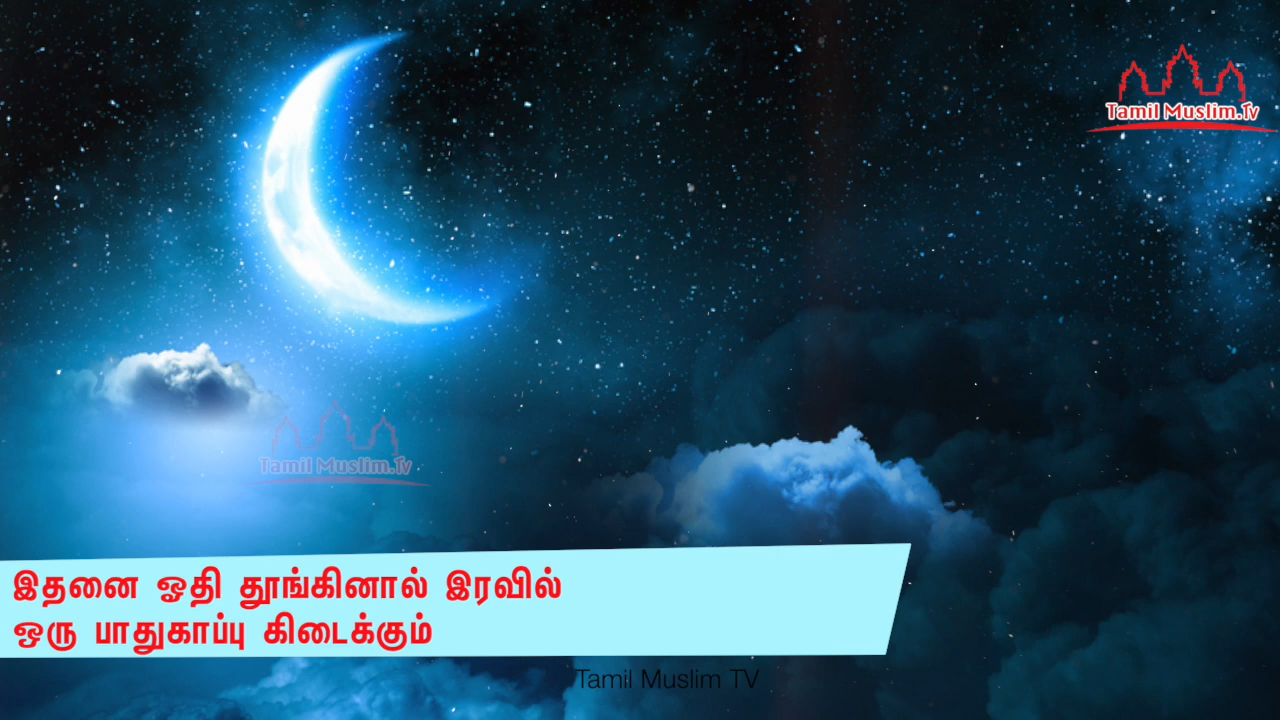 Tamil Muslim.Tv
Tamil Muslim.Tv
இதனை ஓதி தூங்கினால் இரவில்
ஒரு பாதுகாப்பு கிடைக்கும்
Tamil Muslim TV